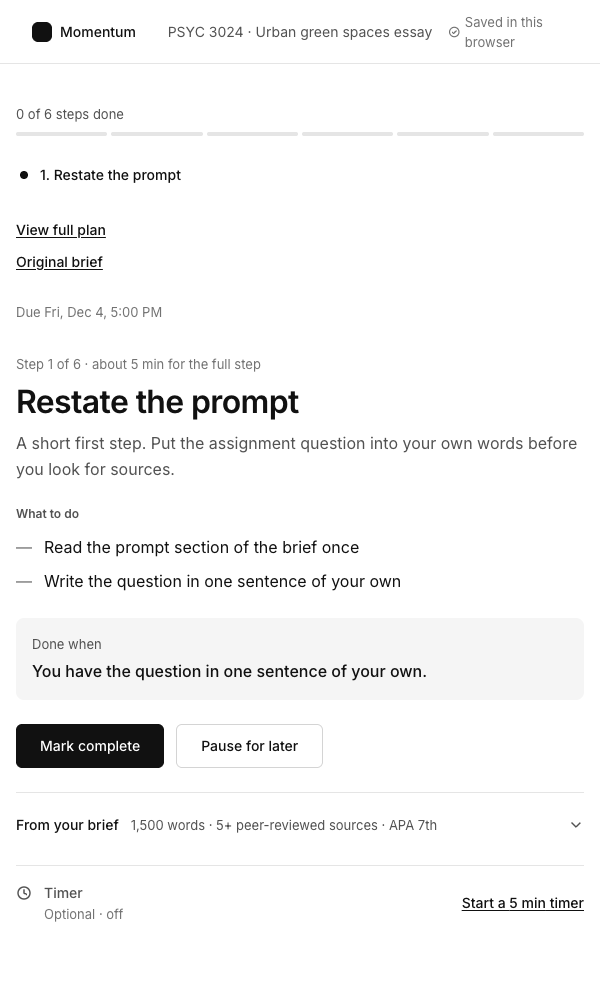 Momentum
PSYC 3024 · Urban green spaces essay
Saved in this
browser
0 of 6 steps done
1. Restate the prompt
View full plan
Original brief
Due Fri, Dec 4, 5:00 PM
Step 1 of 6 · about 5 min for the full step
Restate the prompt
A short first step. Put the assignment question into your own words before
you look for sources.
What to do
— Read the prompt section of the brief once
— Write the question in one sentence of your own
Done when
You have the question in one sentence of your own.
Mark complete
Pause for later
From your brief 1,500 words · 5+ peer-reviewed sources · APA 7th
Timer
Optional · off
Start a 5 min timer